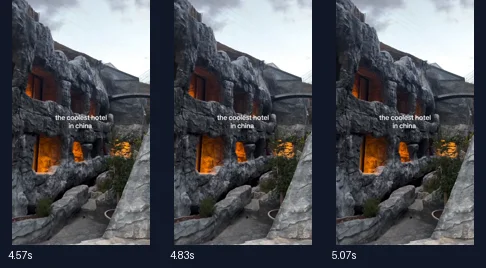 the coolest hotel
in china
the coolest hotel
in china
the coolest hotel
in china
4.57s
4.83s
5.07s